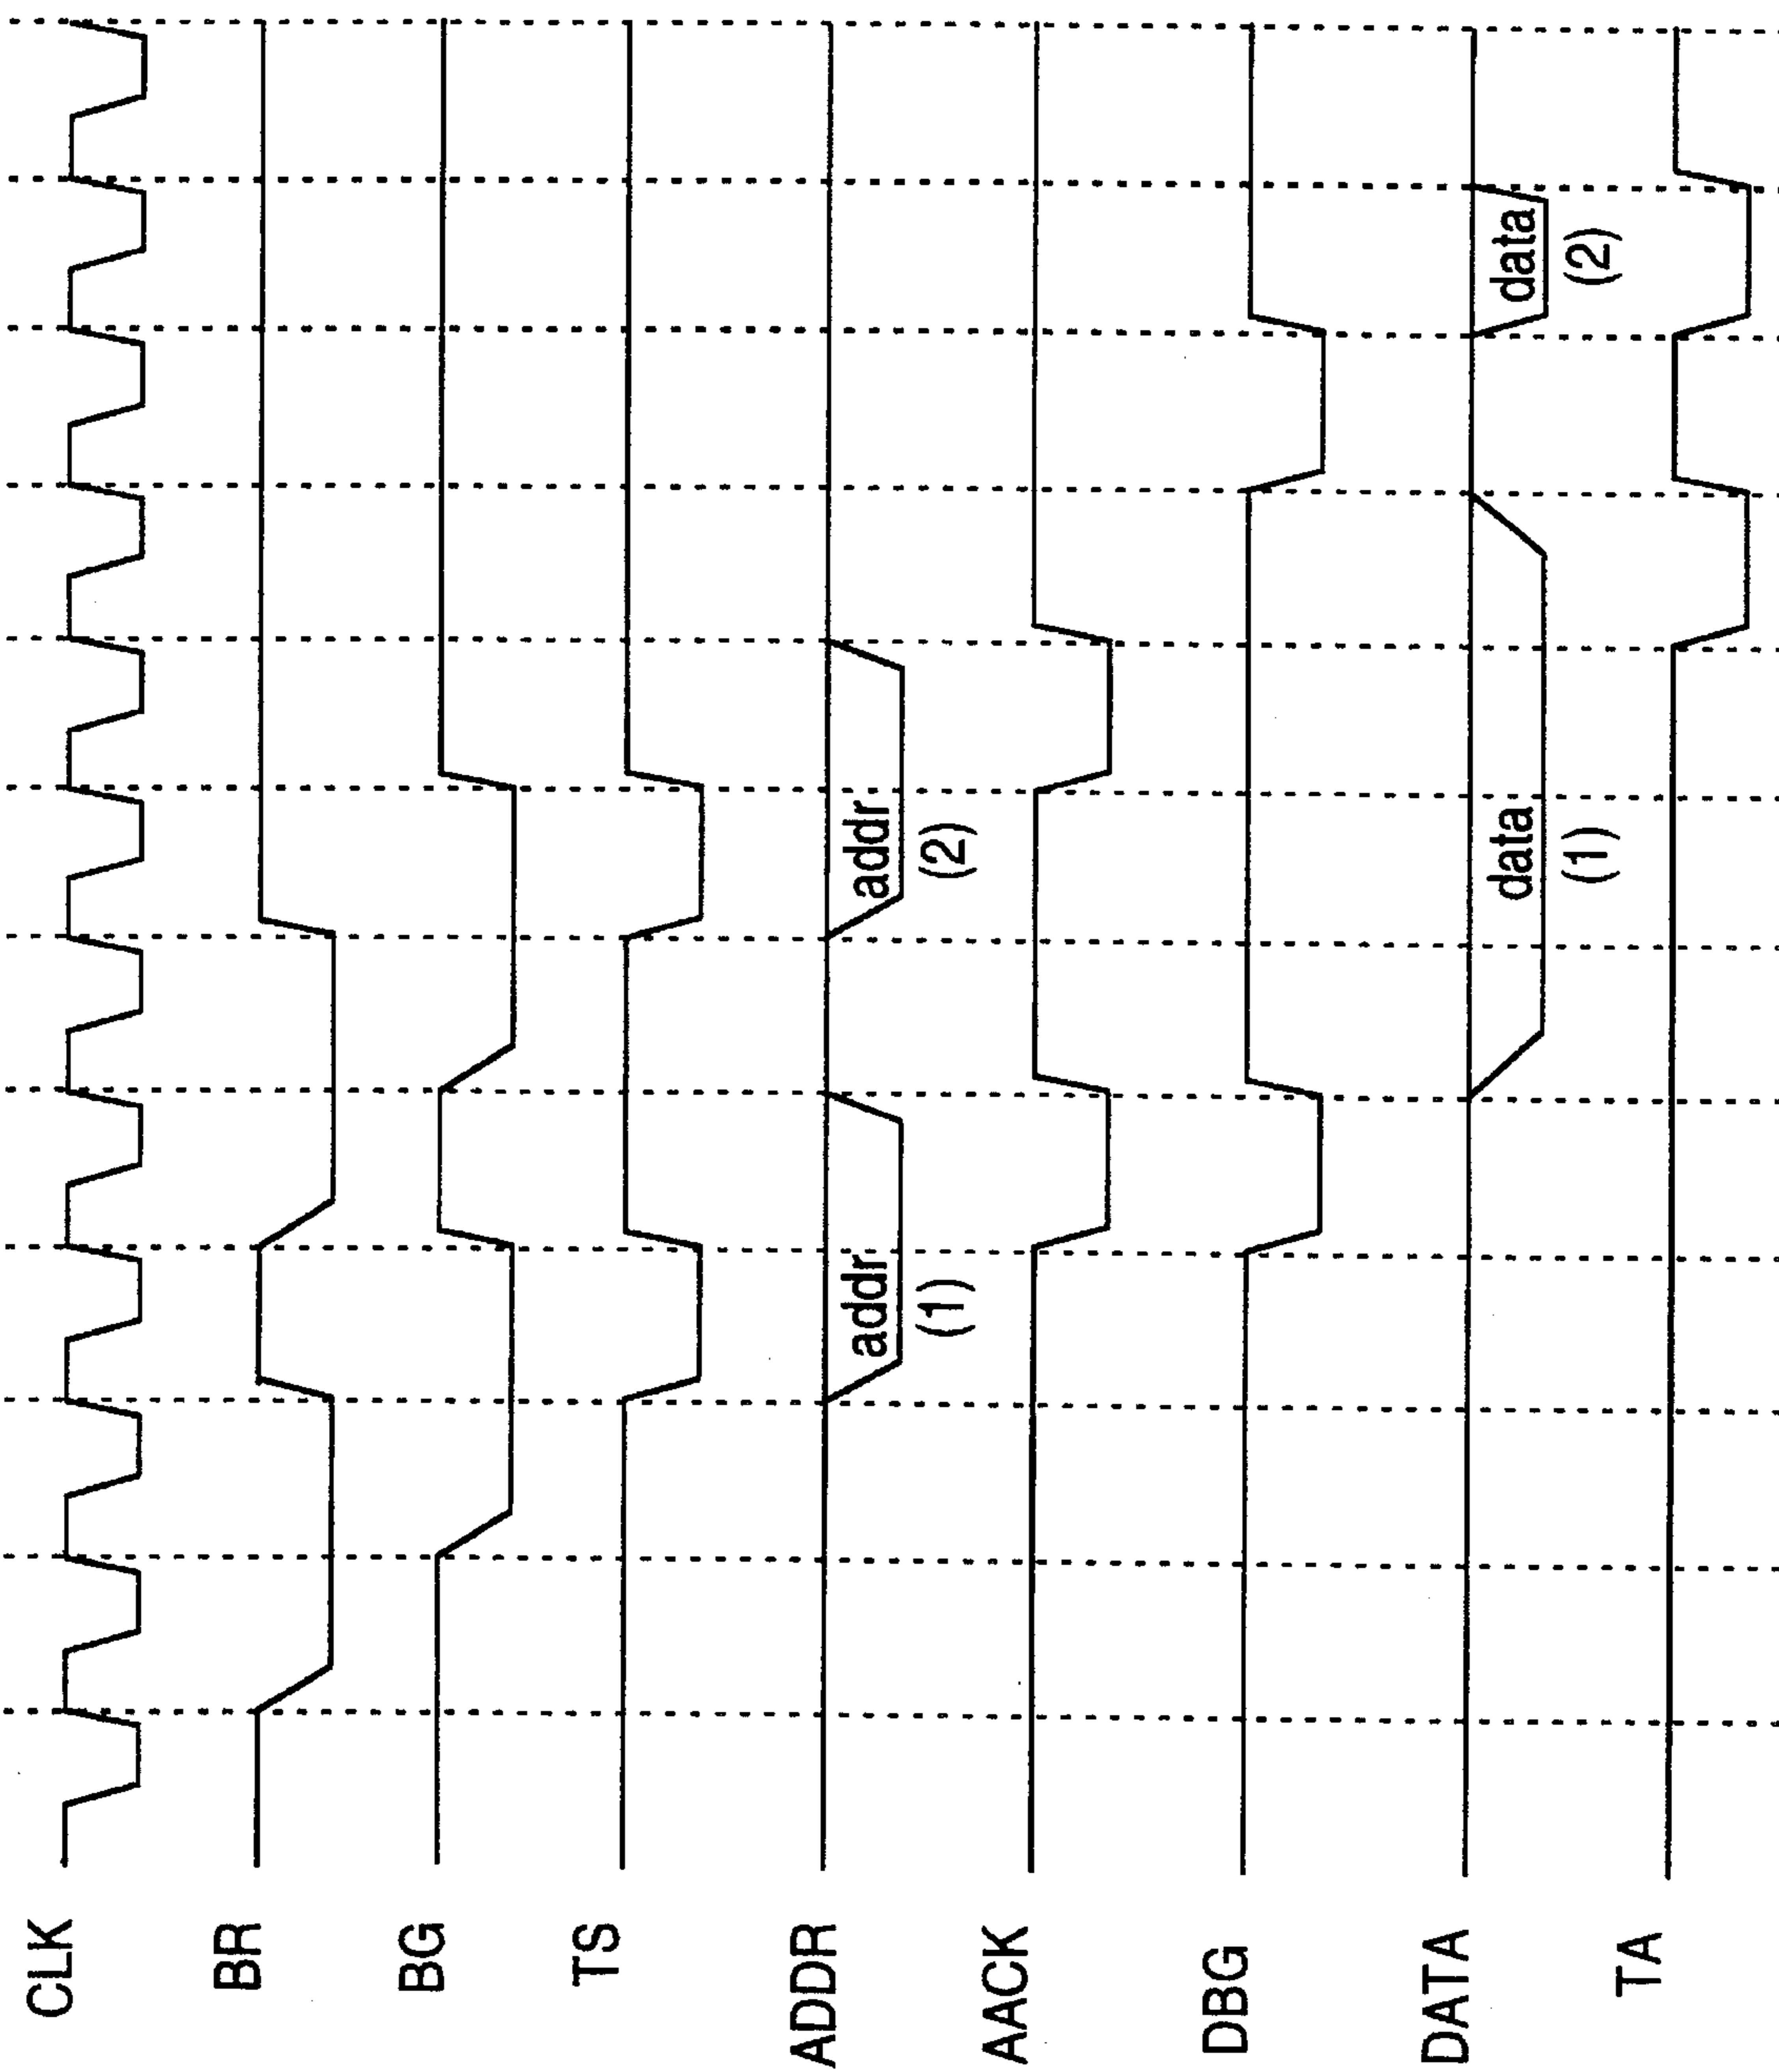 CLK
BR
BG
TS
ADDR
addr
(1)
addr
(2)
AACK
DBG
DATA
data
(1)
data
(2)
TA